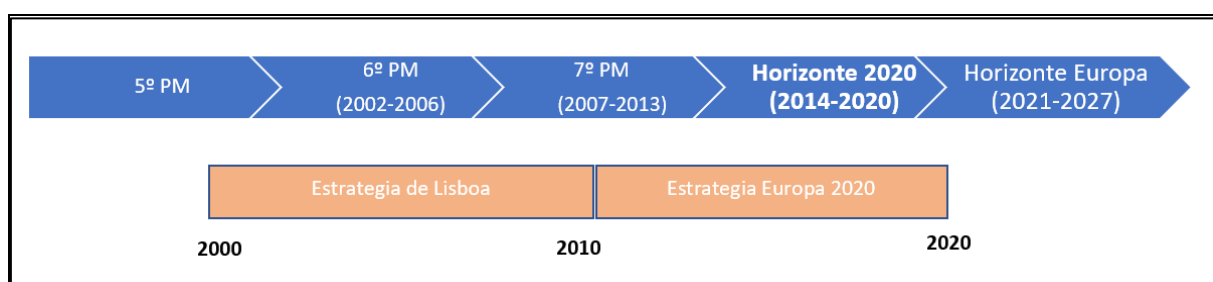 5º PM
6º PM
(2002-2006)
7º PM
(2007-2013)
Horizonte 2020
(2014-2020)
Horizonte Europa
(2021-2027)
Estrategia de Lisboa
Estrategia Europa 2020
2000
2010
2020